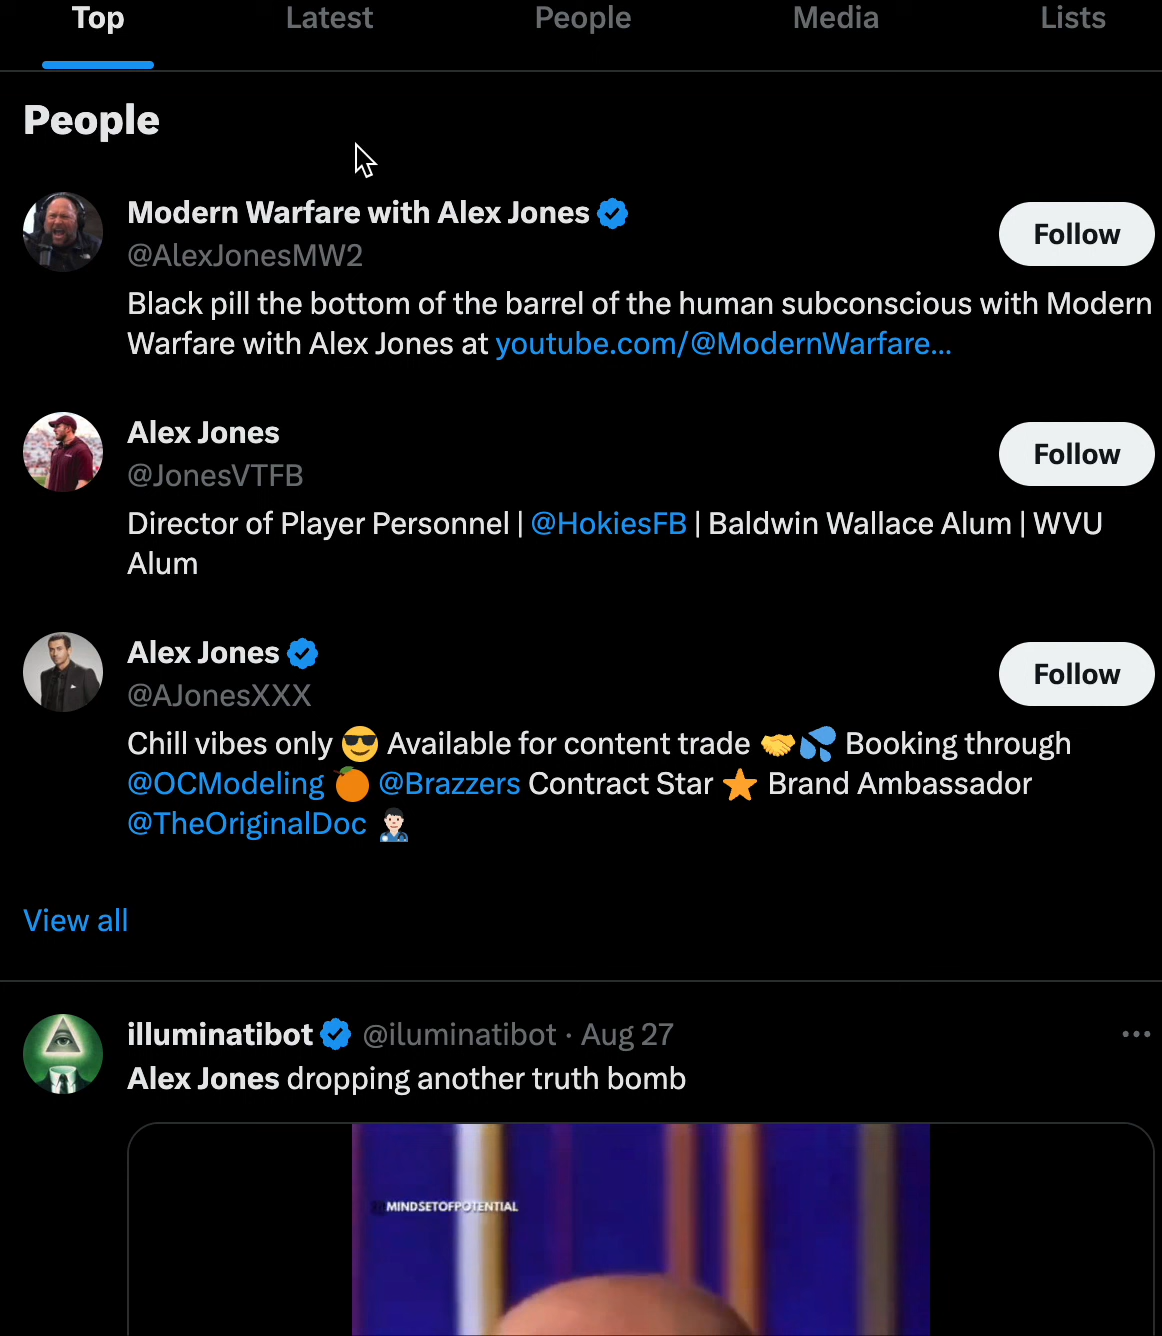 Top
Latest
People
Media
Lists
People
Modern Warfare with Alex Jones
@AlexJonesMW2
Follow
Black pill the bottom of the barrel of the human subconscious with Modern
Warfare with Alex Jones at youtube.com/@ModernWarfare...
Alex Jones
@JonesVTFB
Follow
Director of Player Personnel | @HokiesFB | Baldwin Wallace Alum | WVU
Alum
Alex Jones
@AJonesXXX
Follow
Chill vibes only 😎 Available for content trade 🤝💦 Booking through
@OCModeling 🍊 @Brazzers Contract Star ⭐ Brand Ambassador
@TheOriginalDoc 👨🏻‍⚕️
View all
illuminatibot @iluminatibot · Aug 27
Alex Jones dropping another truth bomb
MINDSETOFPOTENTIAL